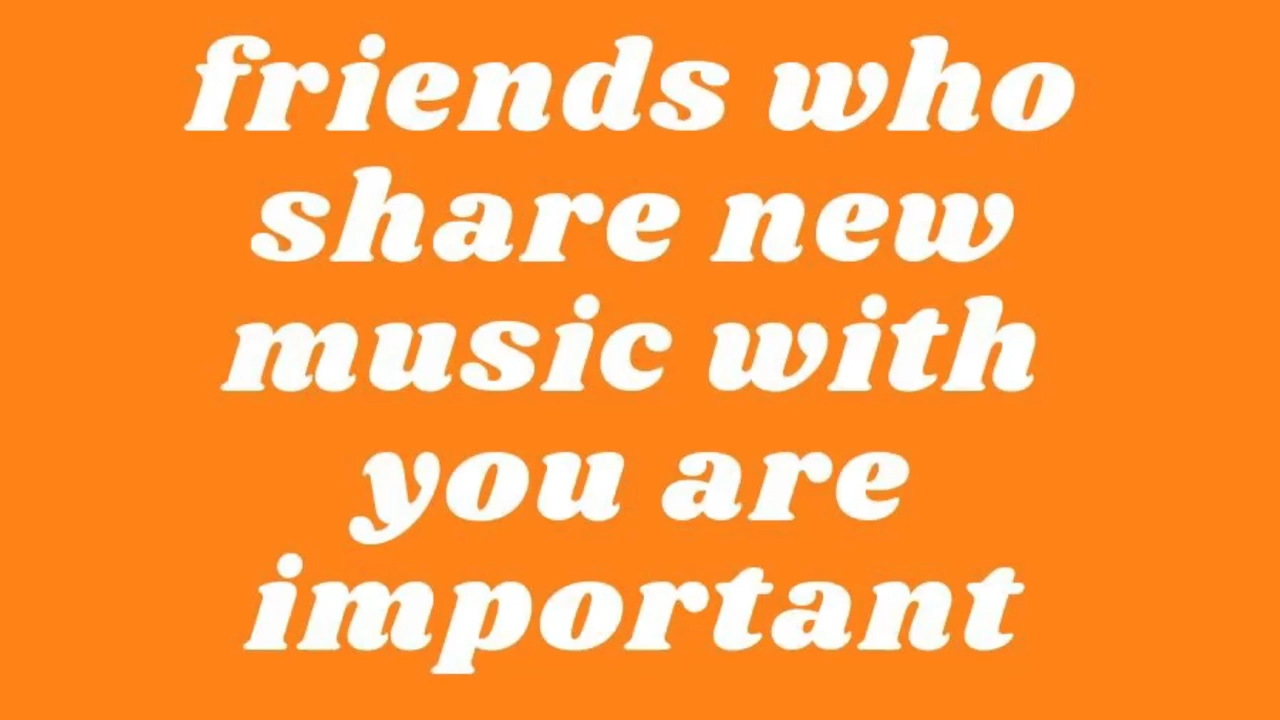 friends who
share new
music with
you are
important